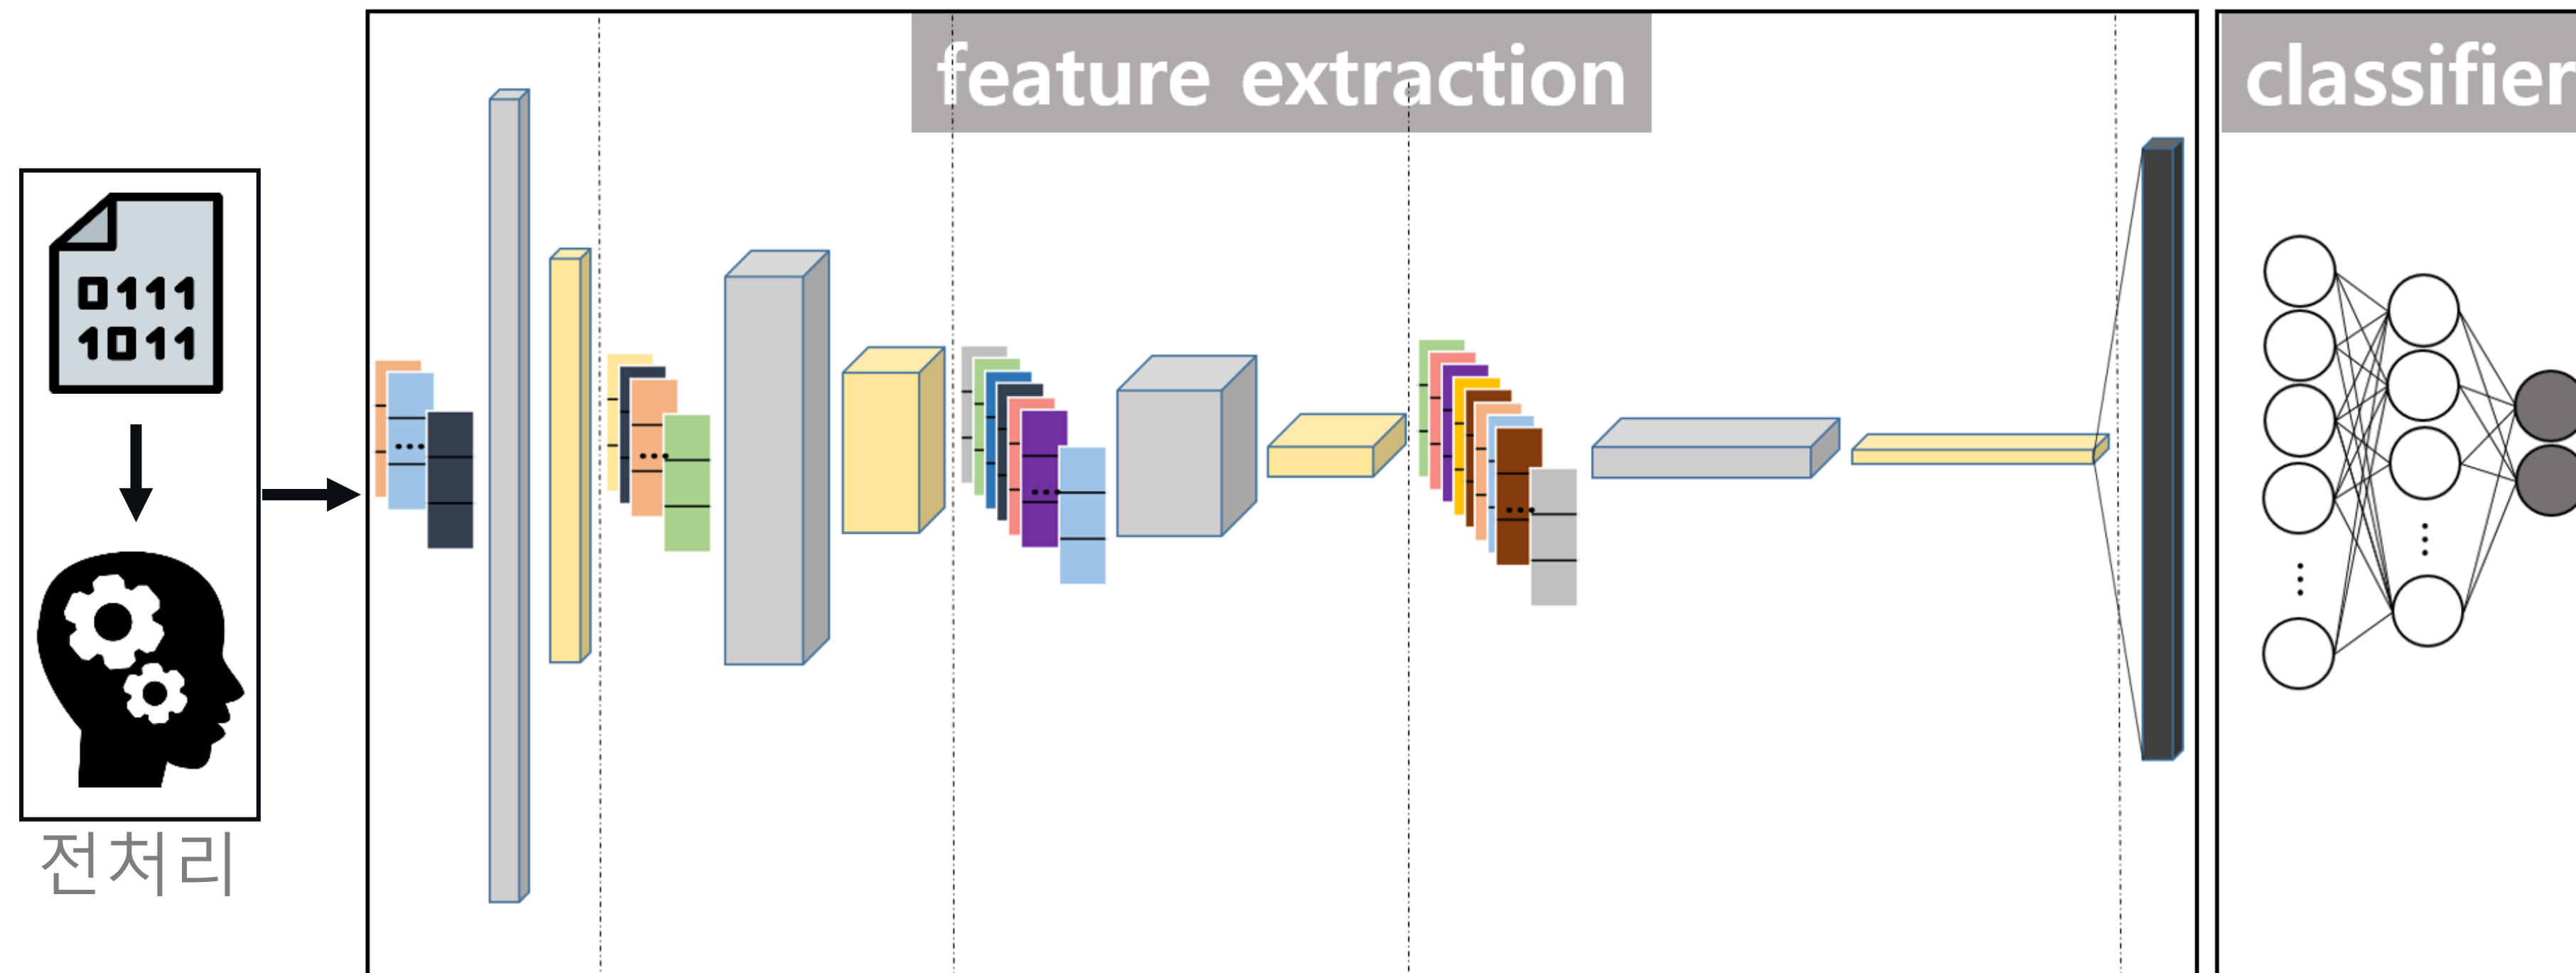 feature extraction
classifier
0111
1011
전처리